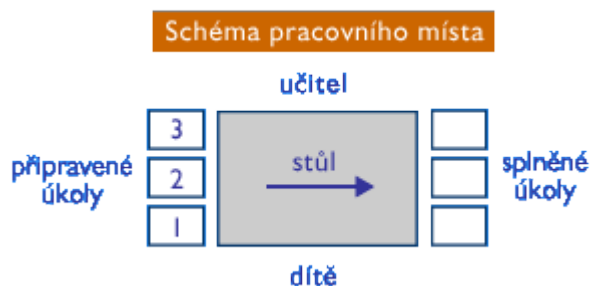 Schéma pracovního místa
učitel
3
připravené
úkoly
2
1
stůl
splněné
úkoly
dítě